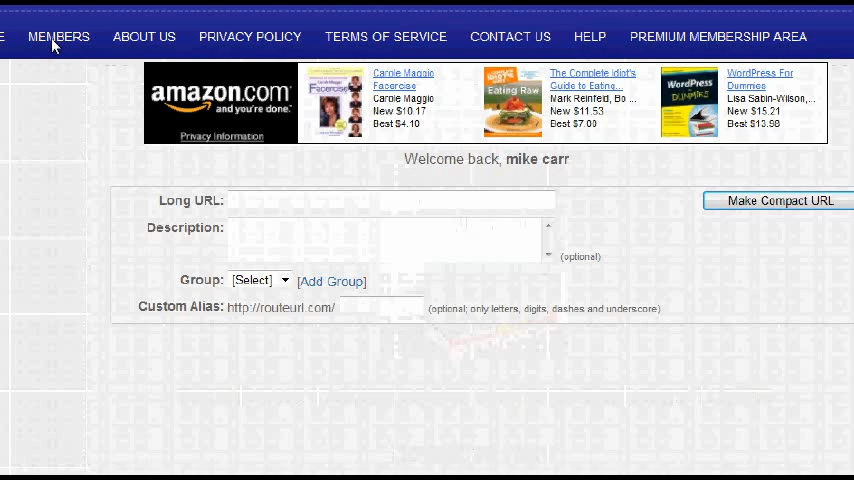 E MEMBERS ABOUT US PRIVACY POLICY TERMS OF SERVICE CONTACT US HELP PREMIUM MEMBERSHIP AREA
amazon.com
and you're done.
Privacy Information
Carole Maggio
Facercise
Carole Maggio
New $10.17
Best $4.10
Eating Raw
The Complete Idiot's
Guide to Eating...
Mark Reinfeld, Bo ...
New $11.53
Best $7.00
WordPress
DUMMIES
WordPress For
Dummies
Lisa Sabin-Wilson,...
New $15.21
Best $13.98
Welcome back, mike carr
Long URL:
Make Compact URL
Description:
(optional)
Group: [Select] [Add Group]
Custom Alias: http://routeurl.com/ (optional; only letters, digits, dashes and underscore)